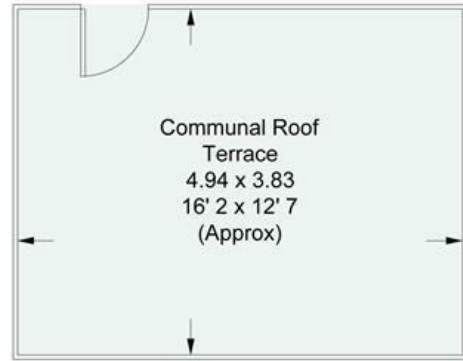 Communal Roof
Terrace
4.94 x 3.83
16' 2 x 12' 7
(Approx)